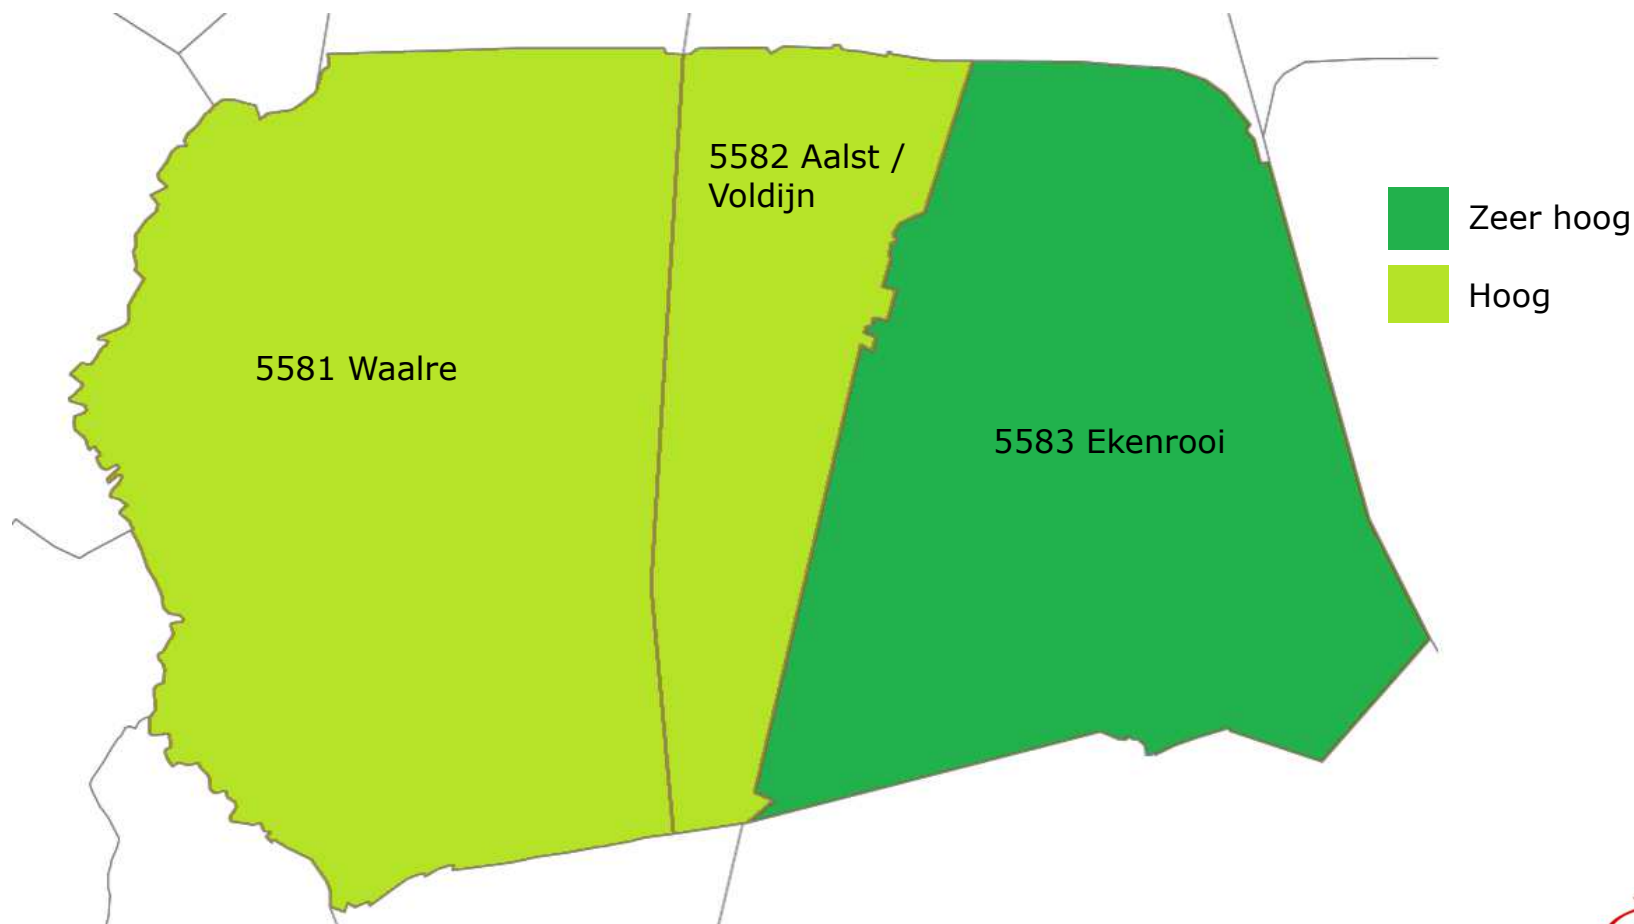 5582 Aalst /
Voldijn
Zeer hoog
Hoog
5581 Waalre
5583 Ekenrooi